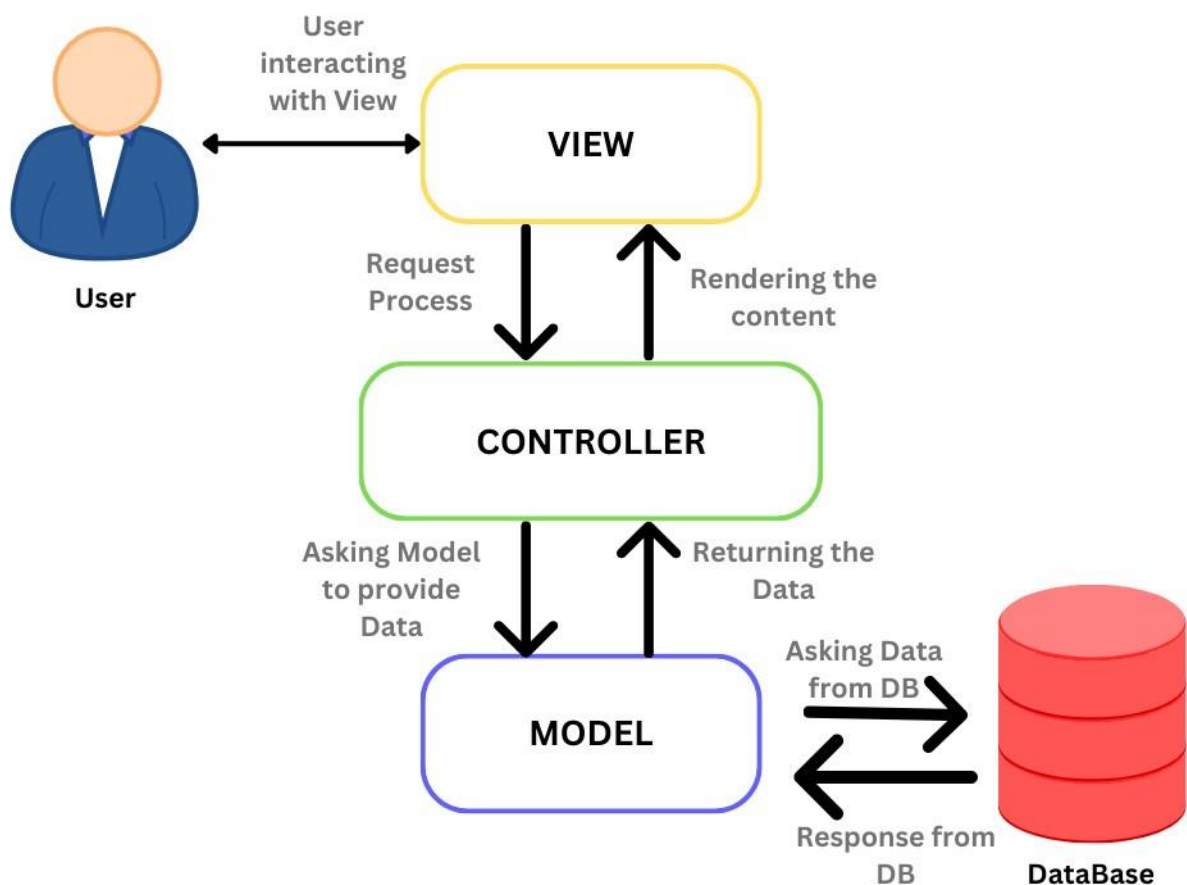 User
interacting
with View
VIEW
User
Request
Process
Rendering the
content
CONTROLLER
Asking Model
to provide
Data
Returning the
Data
MODEL
Asking Data
from DB
Response from
DB
DataBase